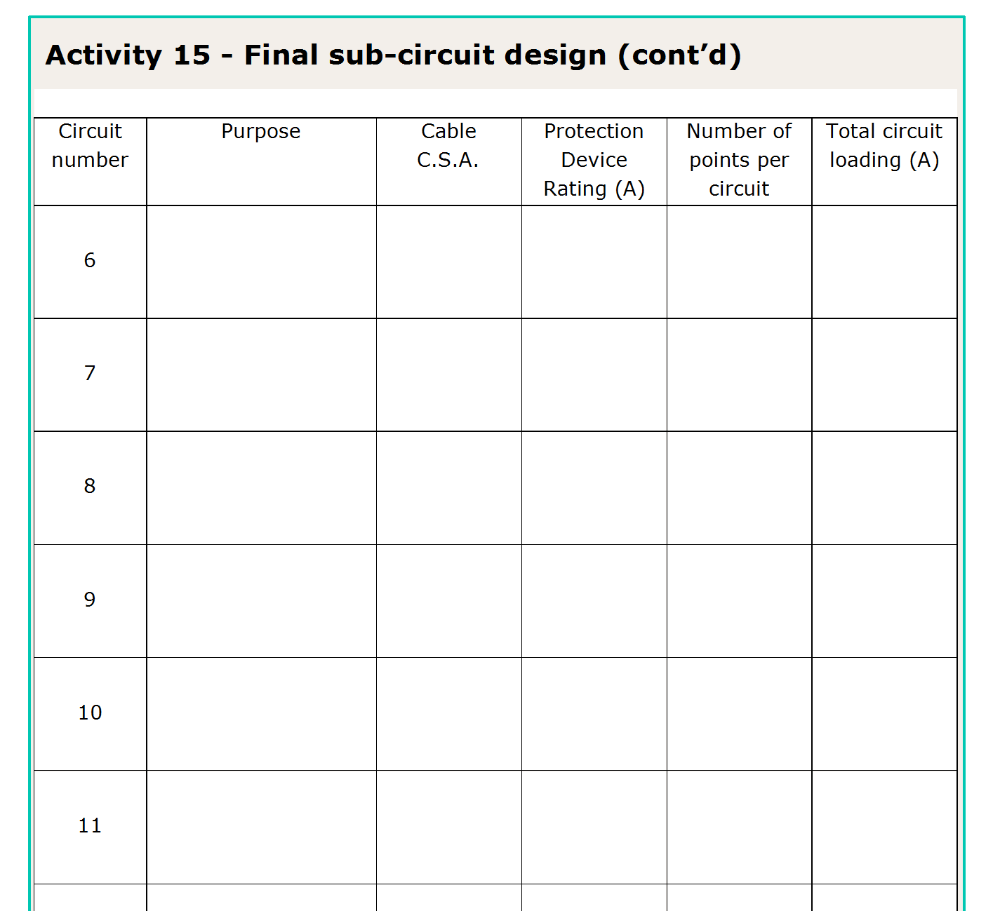 Activity 15 - Final sub-circuit design (cont’d)
Circuit number
Purpose
Cable C.S.A.
Protection Device Rating (A)
Number of points per circuit
Total circuit loading (A)
6
7
8
9
10
11